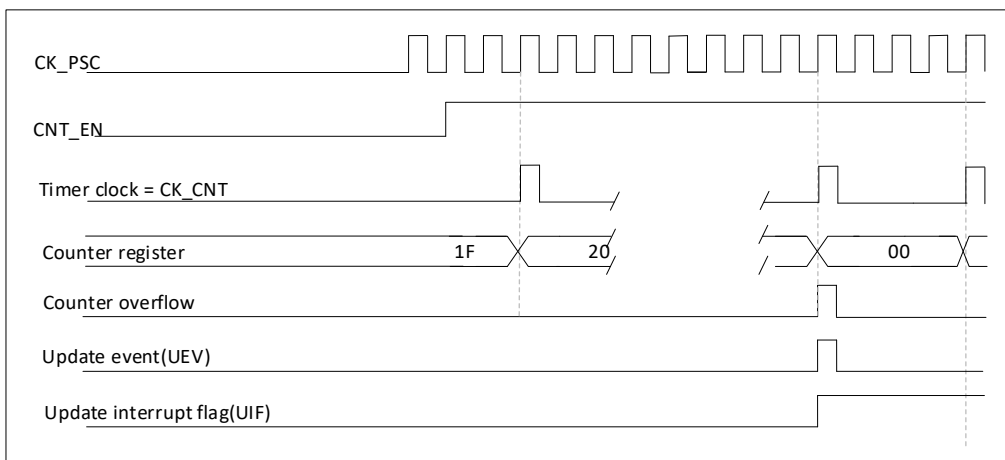 CK_PSC
CNT_EN
Timer clock = CK_CNT
Counter register 1F 20 00
Counter overflow
Update event(UEV)
Update interrupt flag(UIF)